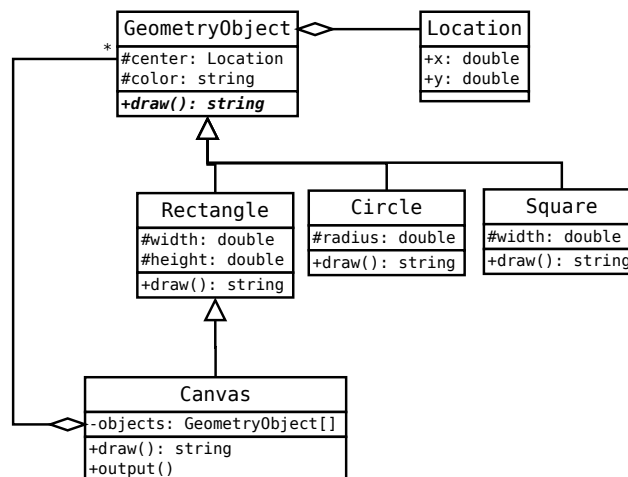 GeometryObject
#center: Location
#color: string
+draw(): string
Location
+x: double
+y: double
*
Rectangle
#width: double
#height: double
+draw(): string
Circle
#radius: double
+draw(): string
Square
#width: double
+draw(): string
Canvas
-objects: GeometryObject[]
+draw(): string
+output()